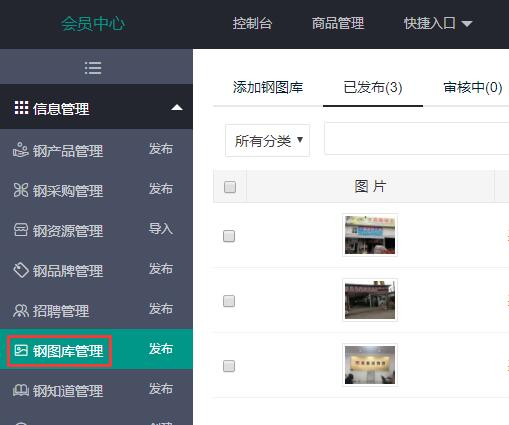 会员中心 控制台 商品管理 快捷入口
信息管理
钢产品管理 发布
钢采购管理 发布
钢资源管理 导入
钢品牌管理 发布
招聘管理 发布
钢图库管理 发布
钢知道管理 发布
添加钢图库 已发布(3) 审核中(0)
所有分类
图片